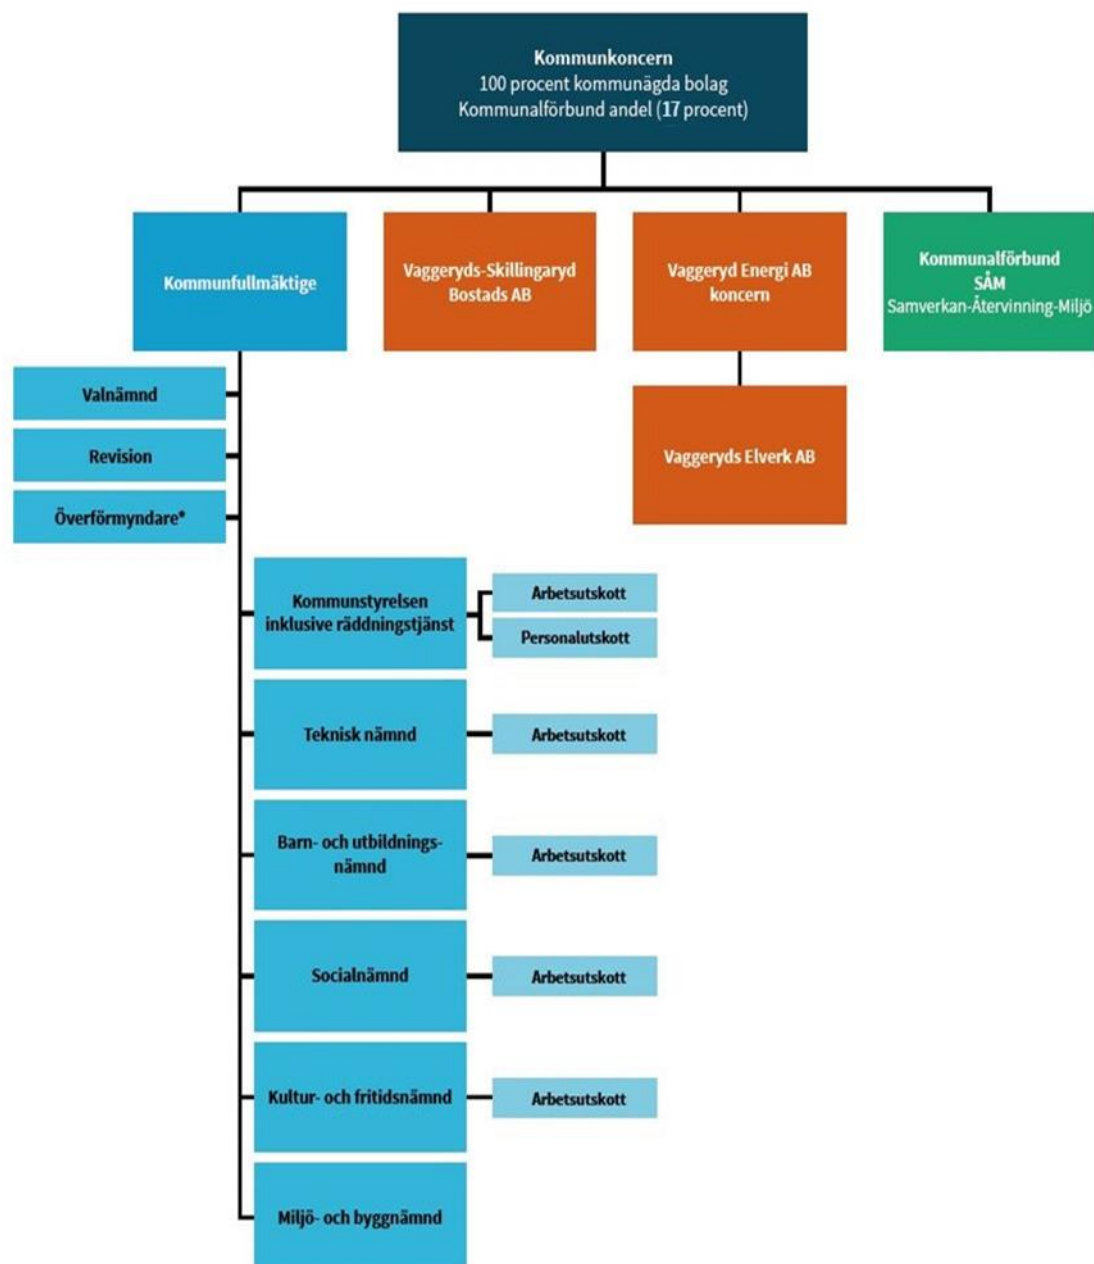 Kommunkoncern
100 procent kommunägda bolag
Kommunalförbund andel (17 procent)
Kommunfullmäktige
Vaggeryds-Skillingaryd
Bostads AB
Vaggeryd Energi AB
koncern
Kommunalförbund
SÅM
Samverkan-Återvinning-Miljö
Valnämnd
Revision
Överförmyndare*
Vaggeryds Elverk AB
Kommunstyrelsen
inklusive räddningstjänst
Arbetsutskott
Personalutskott
Teknisk nämnd
Arbetsutskott
Barn- och utbildnings-
nämnd
Arbetsutskott
Socialnämnd
Arbetsutskott
Kultur- och fritidsnämnd
Arbetsutskott
Miljö- och byggnämnd